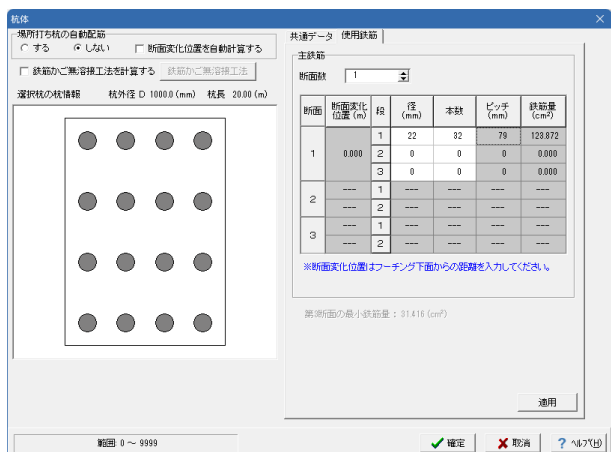 杭体
場所打ち杭の自動配筋
する しない 断面変化位置を自動計算する
鉄筋かご無溶接工法を計算する 鉄筋かご無溶接工法
選択杭の杭情報 杭外径 D 1000.0 (mm) 杭長 20.00 (m)
共通データ 使用鉄筋
主鉄筋
断面数 1
断面 断面変化位置 (m) 段 径 (mm) 本数 ピッチ (mm) 鉄筋量 (cm²)
1 0.000 1 22 32 79 123.872
2 0 0 0 0.000
3 0 0 0 0.000
2 --- 1 --- --- --- ---
--- 2 --- --- --- ---
3 --- 1 --- --- --- ---
--- 2 --- --- --- ---
※断面変化位置はフーチング下面からの距離を入力してください。
第1断面の最小鉄筋量 : 31.416 (cm²)
適用
範囲: 0 ～ 9999
確定 取消 ? ヘルプ(H)